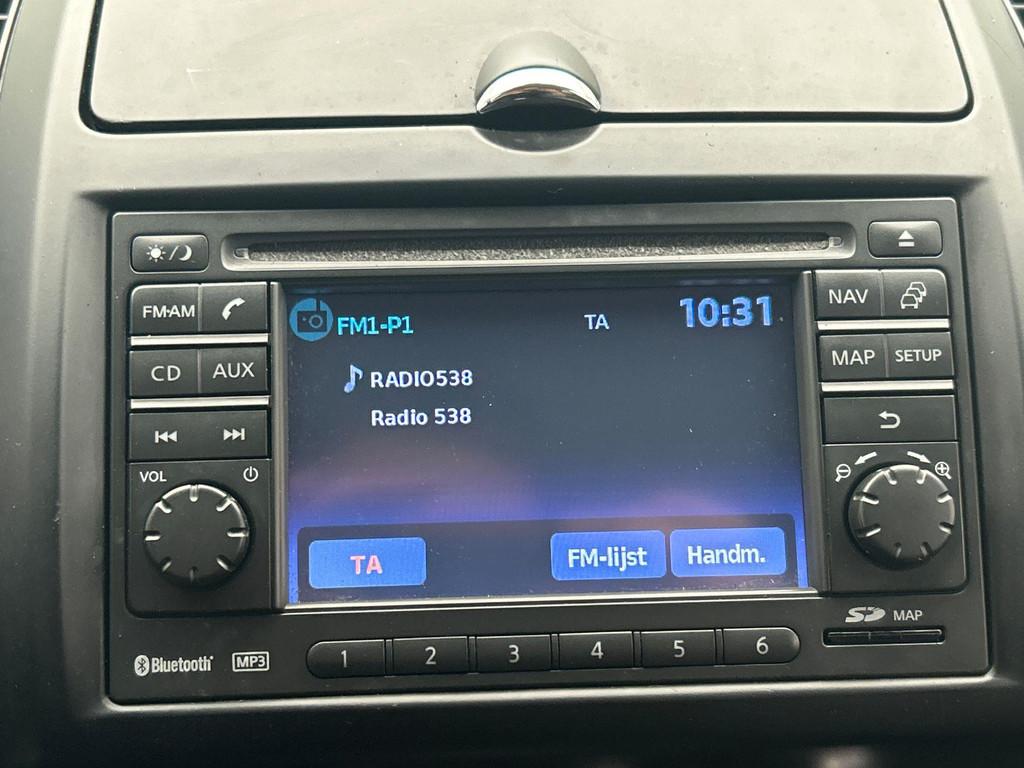 FM·AM
NAV
FM1-P1
TA
10:31
CD
AUX
RADIO538
MAP
SETUP
Radio 538
VOL
TA
FM-lijst
Handm.
SD MAP
Bluetooth
MP3
1
2
3
4
5
6